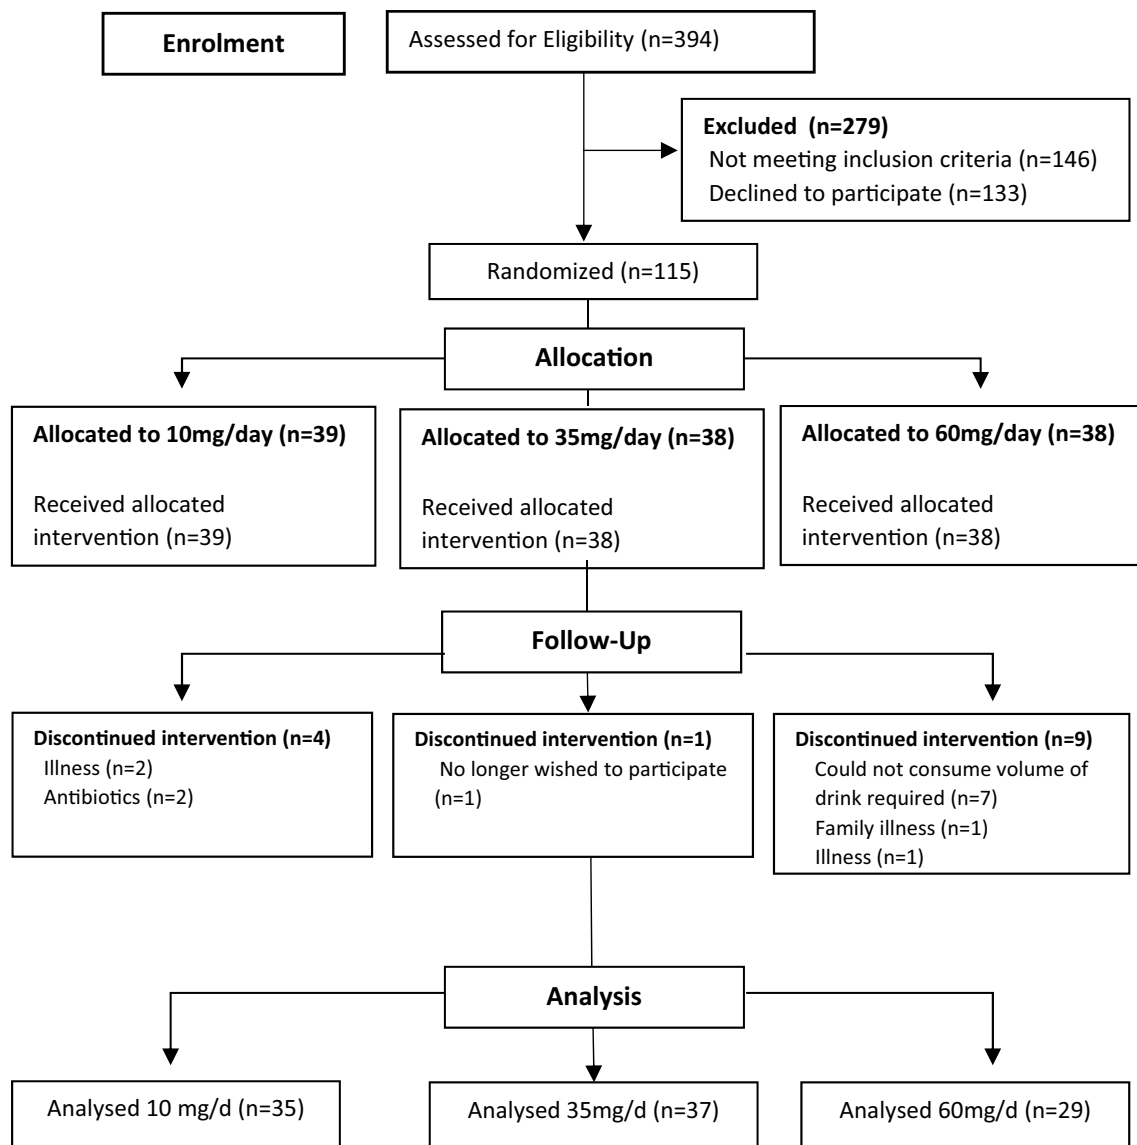 Enrolment
Assessed for Eligibility (n=394)
Excluded  (n=279)
Not meeting inclusion criteria (n=146)
Declined to participate (n=133)
Randomized (n=115)
Allocation
Allocated to 10mg/day (n=39)
Received allocated
intervention (n=39)
Allocated to 35mg/day (n=38)
Received allocated
intervention (n=38)
Allocated to 60mg/day (n=38)
Received allocated
intervention (n=38)
Follow-Up
Discontinued intervention (n=4)
Illness (n=2)
Antibiotics (n=2)
Discontinued intervention (n=1)
No longer wished to participate
(n=1)
Discontinued intervention (n=9)
Could not consume volume of
drink required (n=7)
Family illness (n=1)
Illness (n=1)
Analysis
Analysed 10 mg/d (n=35)
Analysed 35mg/d (n=37)
Analysed 60mg/d (n=29)